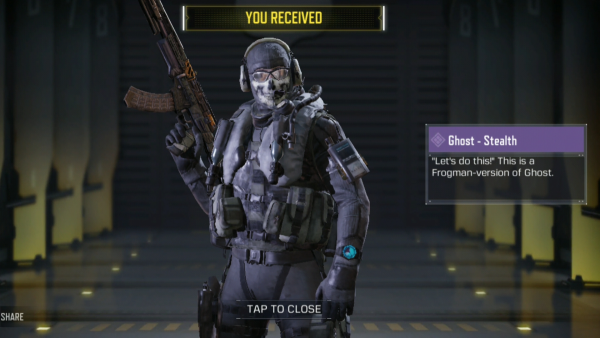 YOU RECEIVED
Ghost - Stealth
"Let's do this!" This is a
Frogman-version of Ghost.
TAP TO CLOSE
SHARE